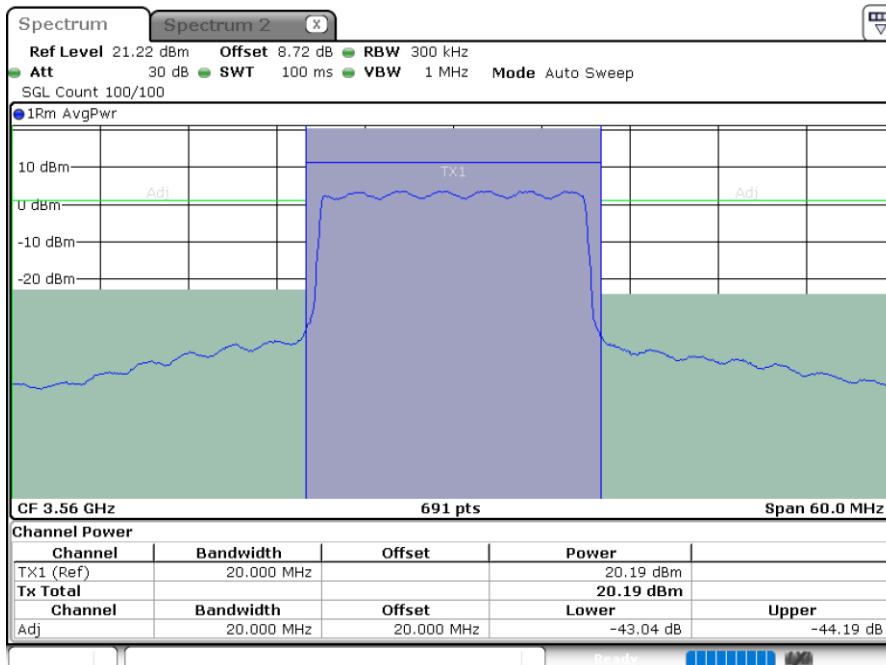 Spectrum Spectrum 2 X
Ref Level 21.22 dBm Offset 8.72 dB RBW 300 kHz
Att 30 dB SWT 100 ms VBW 1 MHz Mode Auto Sweep
SGL Count 100/100
1Rm AvgPwr
10 dBm
TX1
Adj Adj
0 dBm
-10 dBm
-20 dBm
CF 3.56 GHz 691 pts Span 60.0 MHz
Channel Power
Channel Bandwidth Offset Power
TX1 (Ref) 20.000 MHz 20.19 dBm
Tx Total 20.19 dBm
Channel Bandwidth Offset Lower Upper
Adj 20.000 MHz 20.000 MHz -43.04 dB -44.19 dB
Ready